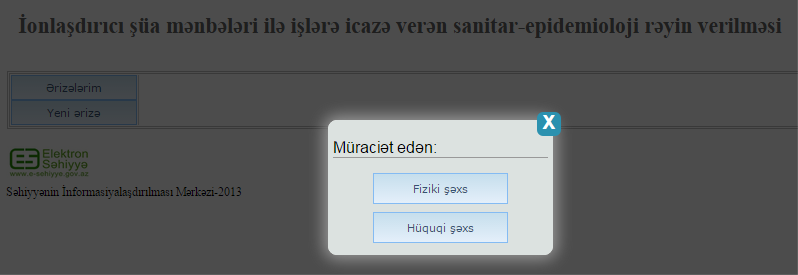 İonlaşdırıcı şüa mənbələri ilə işlərə icazə verən sanitar-epidemioloji rəyin verilməsi
Ərizələrim
Yeni ərizə
X
Müraciət edən:
Fiziki şəxs
Hüquqi şəxs
Elektron
Səhiyyə
www.e-sehiyye.gov.az
Səhiyyənin İnformasiyalaşdırılması Mərkəzi-2013